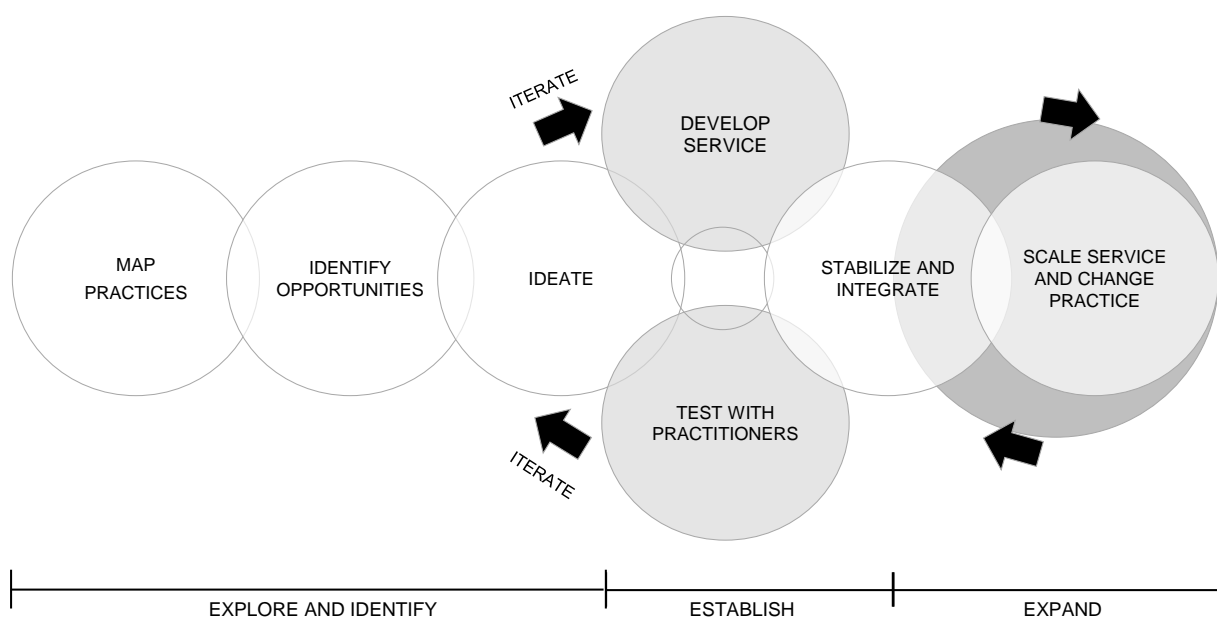 ITERATE
DEVELOP
SERVICE
MAP
PRACTICES
IDENTIFY
OPPORTUNITIES
IDEATE
STABILIZE AND
INTEGRATE
SCALE SERVICE
AND CHANGE
PRACTICE
TEST WITH
PRACTITIONERS
ITERATE
EXPLORE AND IDENTIFY
ESTABLISH
EXPAND